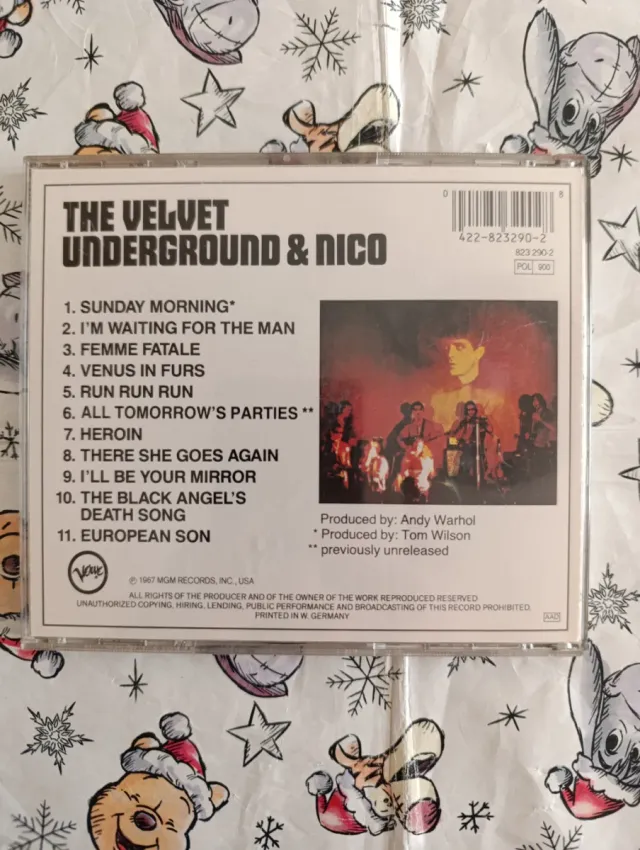 THE VELVET
UNDERGROUND & NICO
0 8
422-823290-2
823 290-2
POL 900
1. SUNDAY MORNING*
2. I'M WAITING FOR THE MAN
3. FEMME FATALE
4. VENUS IN FURS
5. RUN RUN RUN
6. ALL TOMORROW'S PARTIES **
7. HEROIN
8. THERE SHE GOES AGAIN
9. I'LL BE YOUR MIRROR
10. THE BLACK ANGEL'S
DEATH SONG
11. EUROPEAN SON
Produced by: Andy Warhol
* Produced by: Tom Wilson
** previously unreleased
Verve
℗ 1967 MGM RECORDS, INC., USA
ALL RIGHTS OF THE PRODUCER AND OF THE OWNER OF THE WORK REPRODUCED RESERVED
UNAUTHORIZED COPYING, HIRING, LENDING, PUBLIC PERFORMANCE AND BROADCASTING OF THIS RECORD PROHIBITED.
PRINTED IN W. GERMANY
AAD